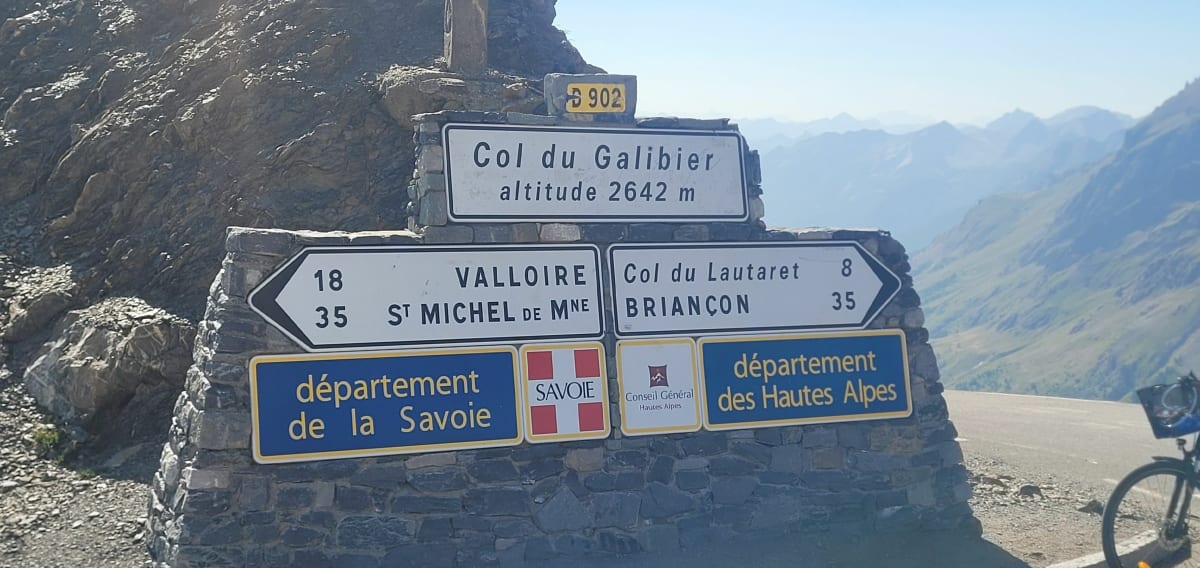 D 902
Col du Galibier
altitude 2642 m
18 VALLOIRE
35 ST MICHEL DE MNE
Col du Lautaret 8
BRIANÇON 35
département
de la Savoie
SAVOIE
Conseil Général
Hautes Alpes
département
des Hautes Alpes